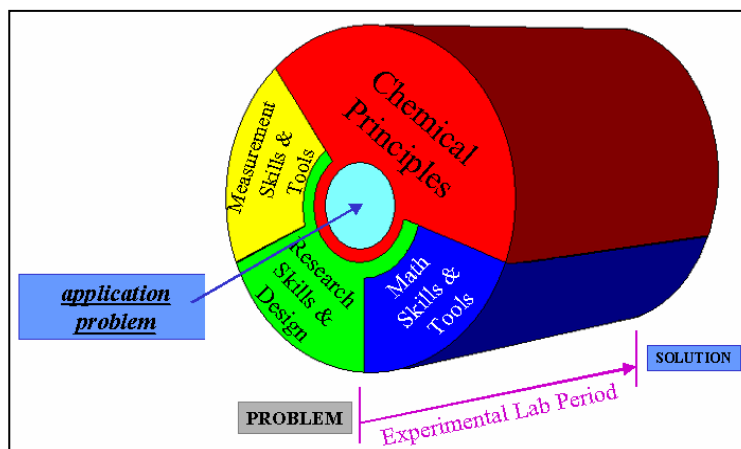 Chemical
Principles
Measurement
Skills &
Tools
Research
Skills &
Design
Math
Skills &
Tools
application
problem
PROBLEM
Experimental Lab Period
SOLUTION